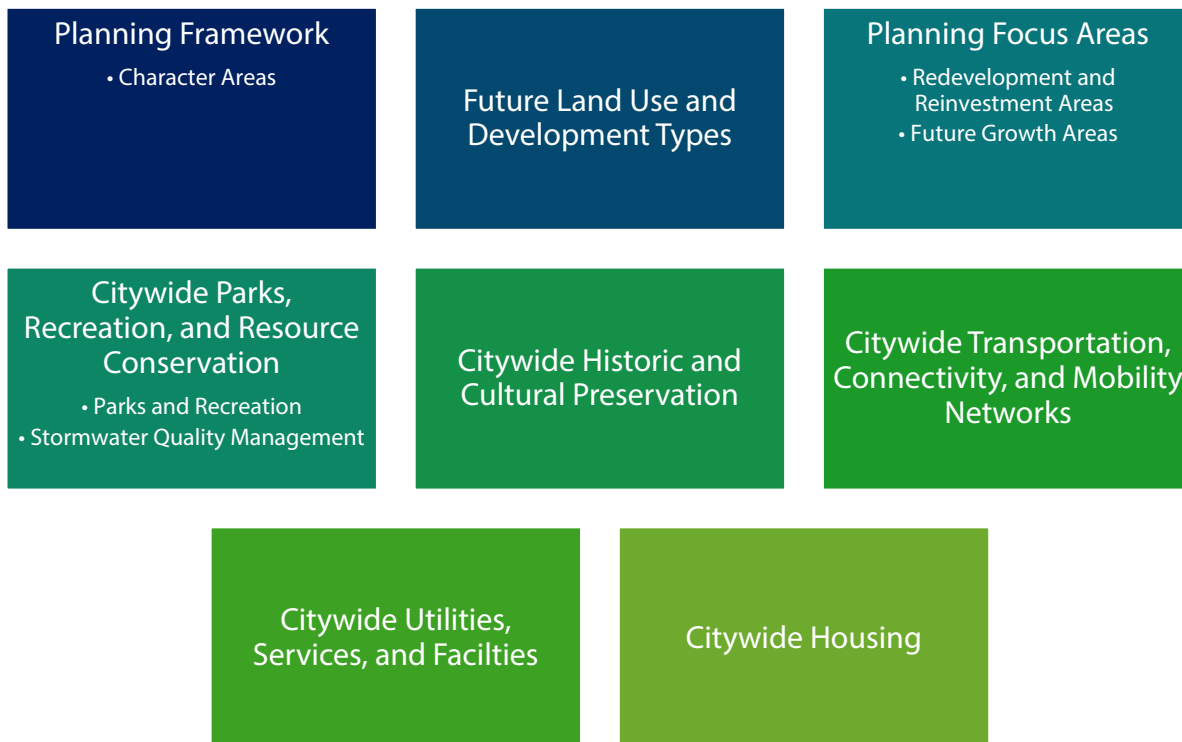 Planning Framework
• Character Areas
Future Land Use and
Development Types
Planning Focus Areas
• Redevelopment and
Reinvestment Areas
• Future Growth Areas
Citywide Parks,
Recreation, and Resource
Conservation
• Parks and Recreation
• Stormwater Quality Management
Citywide Historic and
Cultural Preservation
Citywide Transportation,
Connectivity, and Mobility
Networks
Citywide Utilities,
Services, and Facilties
Citywide Housing